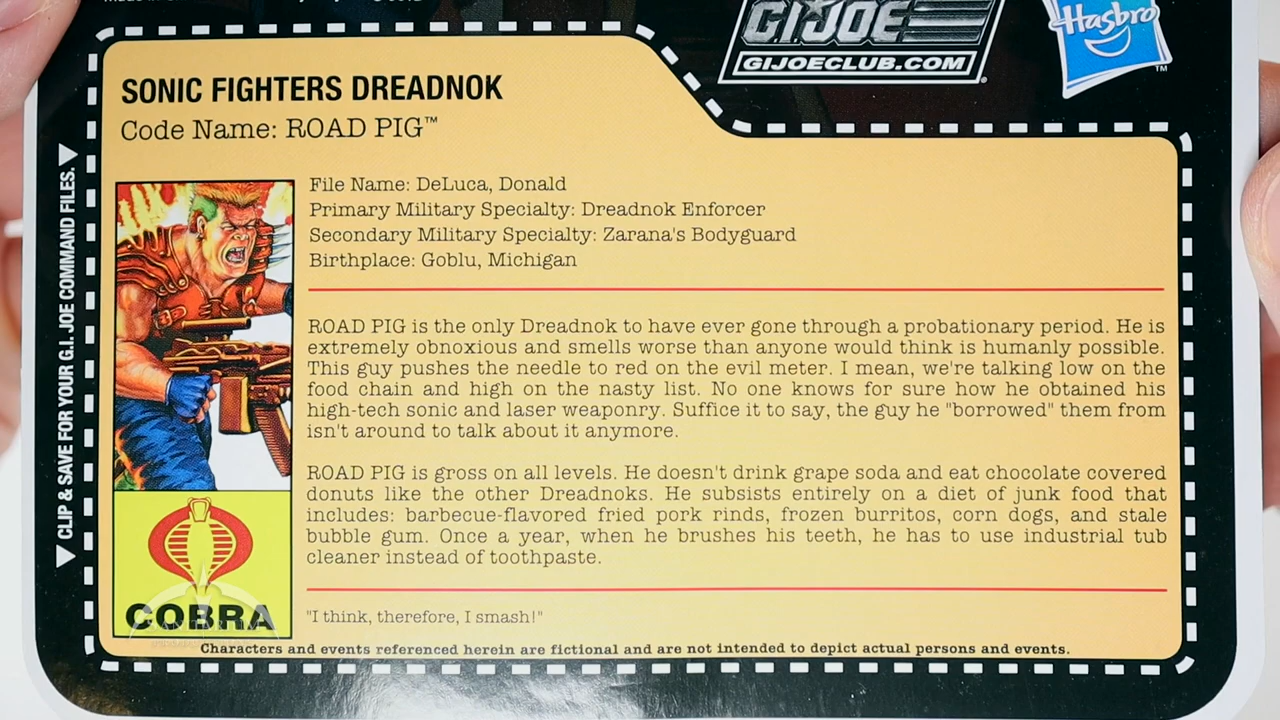 GIJOE
GIJOECLUB.COM
Hasbro
™
SONIC FIGHTERS DREADNOK
Code Name: ROAD PIG™
▼ CLIP & SAVE FOR YOUR G.I. JOE COMMAND FILES. ▼
File Name: DeLuca, Donald
Primary Military Specialty: Dreadnok Enforcer
Secondary Military Specialty: Zarana's Bodyguard
Birthplace: Goblu, Michigan
ROAD PIG is the only Dreadnok to have ever gone through a probationary period. He is
extremely obnoxious and smells worse than anyone would think is humanly possible.
This guy pushes the needle to red on the evil meter. I mean, we're talking low on the
food chain and high on the nasty list. No one knows for sure how he obtained his
high-tech sonic and laser weaponry. Suffice it to say, the guy he "borrowed" them from
isn't around to talk about it anymore.
ROAD PIG is gross on all levels. He doesn't drink grape soda and eat chocolate covered
donuts like the other Dreadnoks. He subsists entirely on a diet of junk food that
includes: barbecue-flavored fried pork rinds, frozen burritos, corn dogs, and stale
bubble gum. Once a year, when he brushes his teeth, he has to use industrial tub
cleaner instead of toothpaste.
COBRA
"I think, therefore, I smash!"
Characters and events referenced herein are fictional and are not intended to depict actual persons and events.